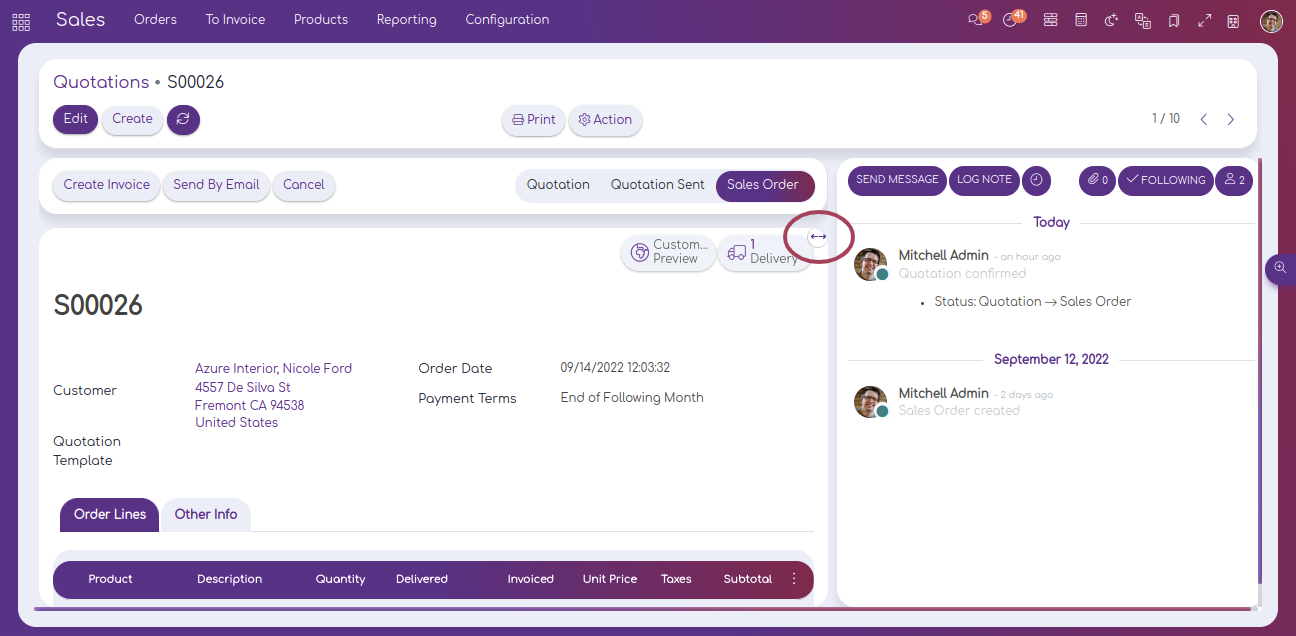 Sales Orders To Invoice Products Reporting Configuration 5 41
Quotations • S00026
Edit Create Print Action 1 / 10
Create Invoice Send By Email Cancel Quotation Quotation Sent Sales Order
Custom... Preview 1 Delivery
S00026
Customer
Azure Interior, Nicole Ford
4557 De Silva St
Fremont CA 94538
United States
Order Date 09/14/2022 12:03:32
Payment Terms End of Following Month
Quotation
Template
Order Lines Other Info
Product Description Quantity Delivered Invoiced Unit Price Taxes Subtotal
SEND MESSAGE LOG NOTE 0 FOLLOWING 2
Today
Mitchell Admin - an hour ago
Quotation confirmed
• Status: Quotation → Sales Order
September 12, 2022
Mitchell Admin - 2 days ago
Sales Order created